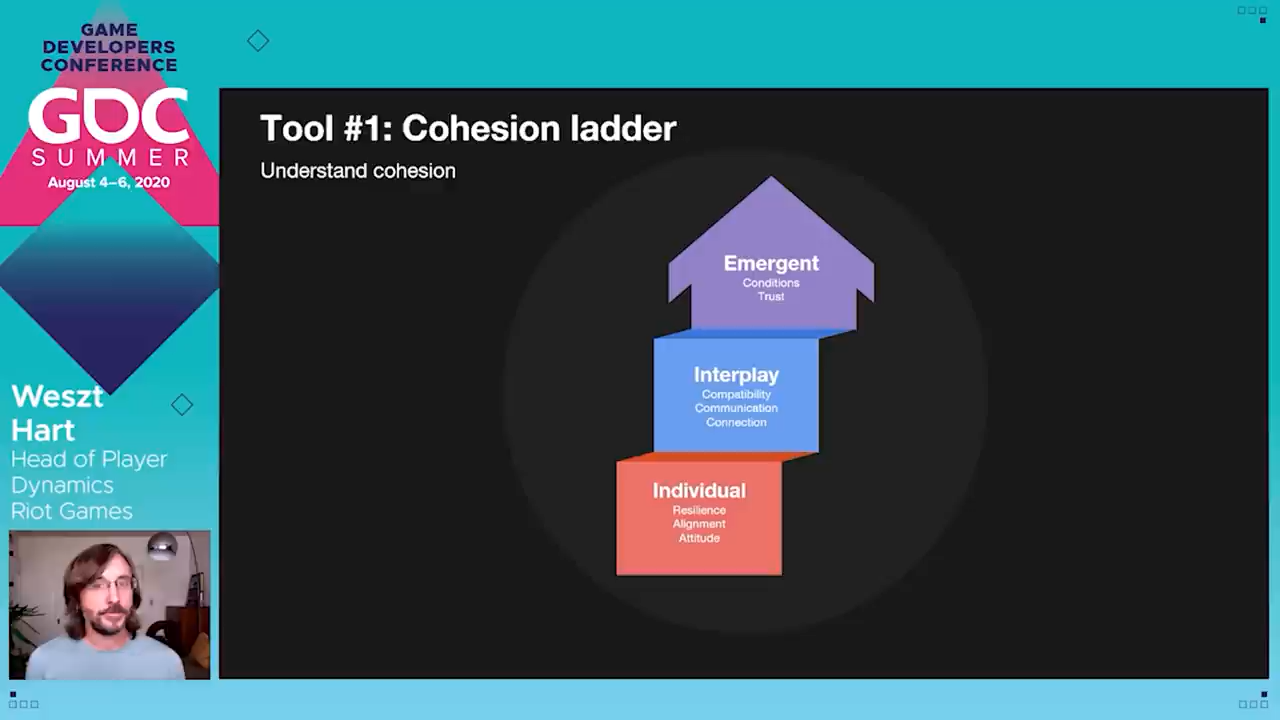 GAME
DEVELOPERS
CONFERENCE
GDC
SUMMER
August 4–6, 2020
Weszt
Hart
Head of Player
Dynamics
Riot Games
Tool #1: Cohesion ladder
Understand cohesion
Emergent
Conditions
Trust
Interplay
Compatibility
Communication
Connection
Individual
Resilience
Alignment
Attitude